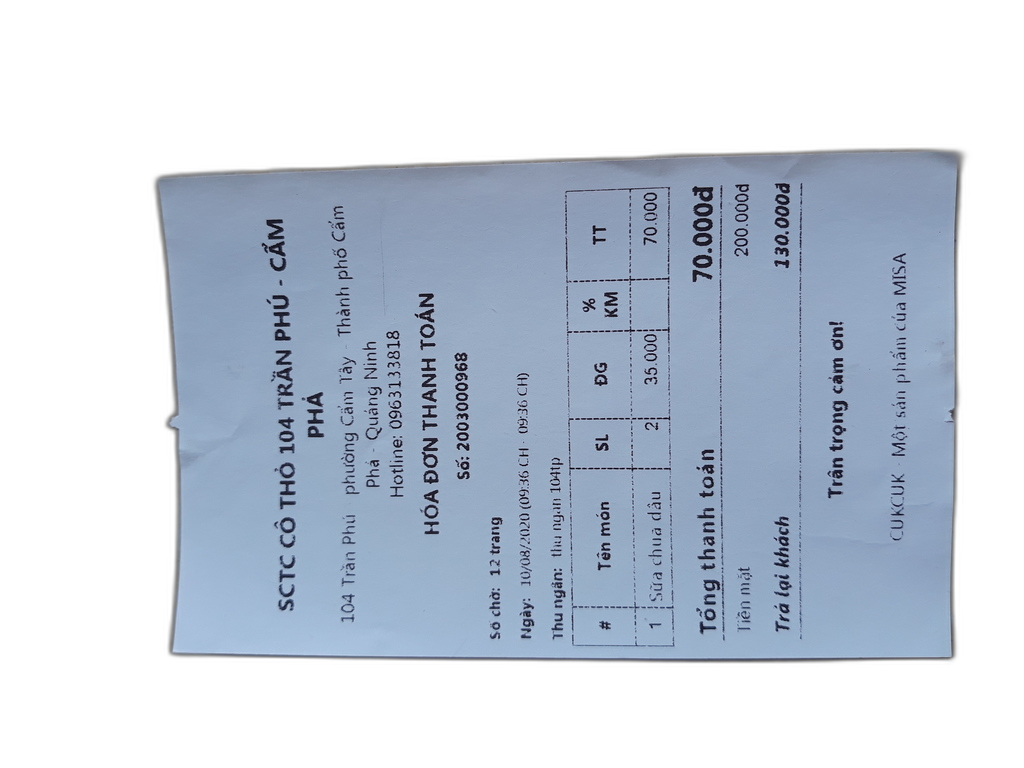 SCTC CÔ THỎ 104 TRẦN PHÚ - CẨM
PHẢ
104 Trần Phú phường Cẩm Tây - Thành phố Cẩm
Phả - Quảng Ninh
Hotline: 0963133818
HÓA ĐƠN THANH TOÁN
Số: 2003000968
Số chờ: 12 trang
Ngày: 10/08/2020 (09:36 CH - 09:36 CH)
Thu ngân: thu ngan 104tp
# Tên món SL ĐG % KM TT
1 Sữa chua dâu 2 35.000 70.000
Tổng thanh toán 70.000đ
Tiền mặt 200.000đ
Trả lại khách 130.000đ
Trân trọng cảm ơn!
CUKCUK - Một sản phẩm của MISA